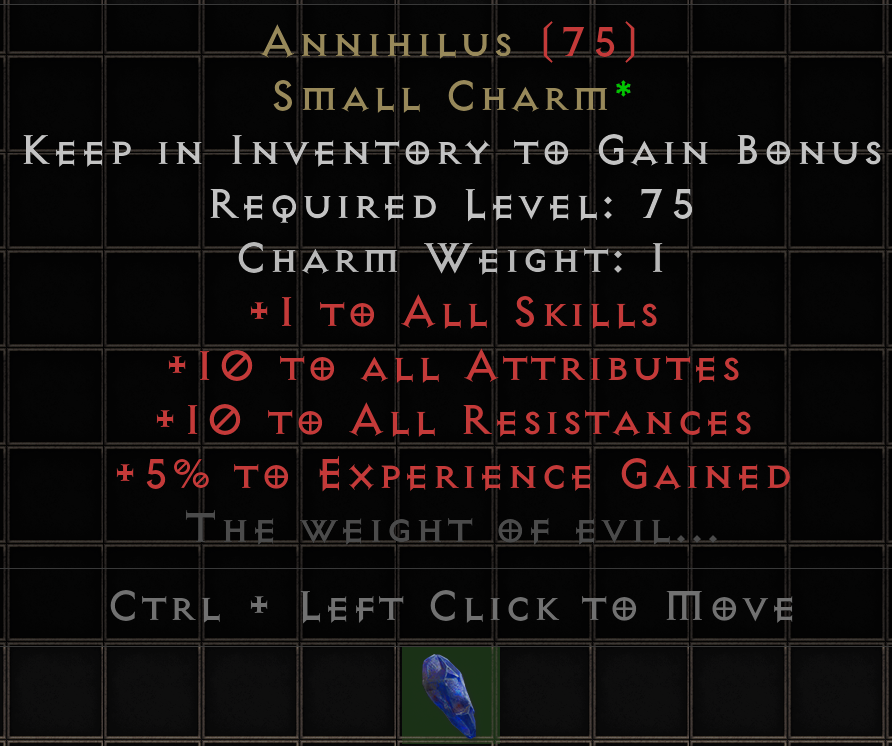 Annihilus (75)
Small Charm*
Keep in Inventory to Gain Bonus
Required Level: 75
Charm Weight: 1
+1 to All Skills
+10 to all Attributes
+10 to All Resistances
+5% to Experience Gained
The weight of evil...
Ctrl + Left Click to Move